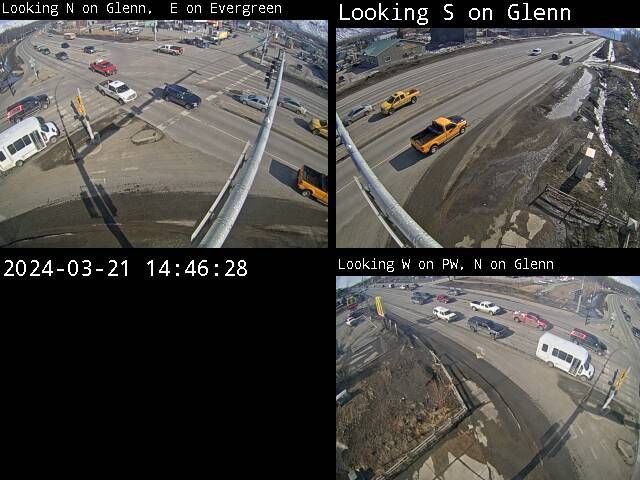 Looking N on Glenn,  E on Evergreen
Looking S on Glenn
2024-03-21 14:46:28
Looking W on PW, N on Glenn